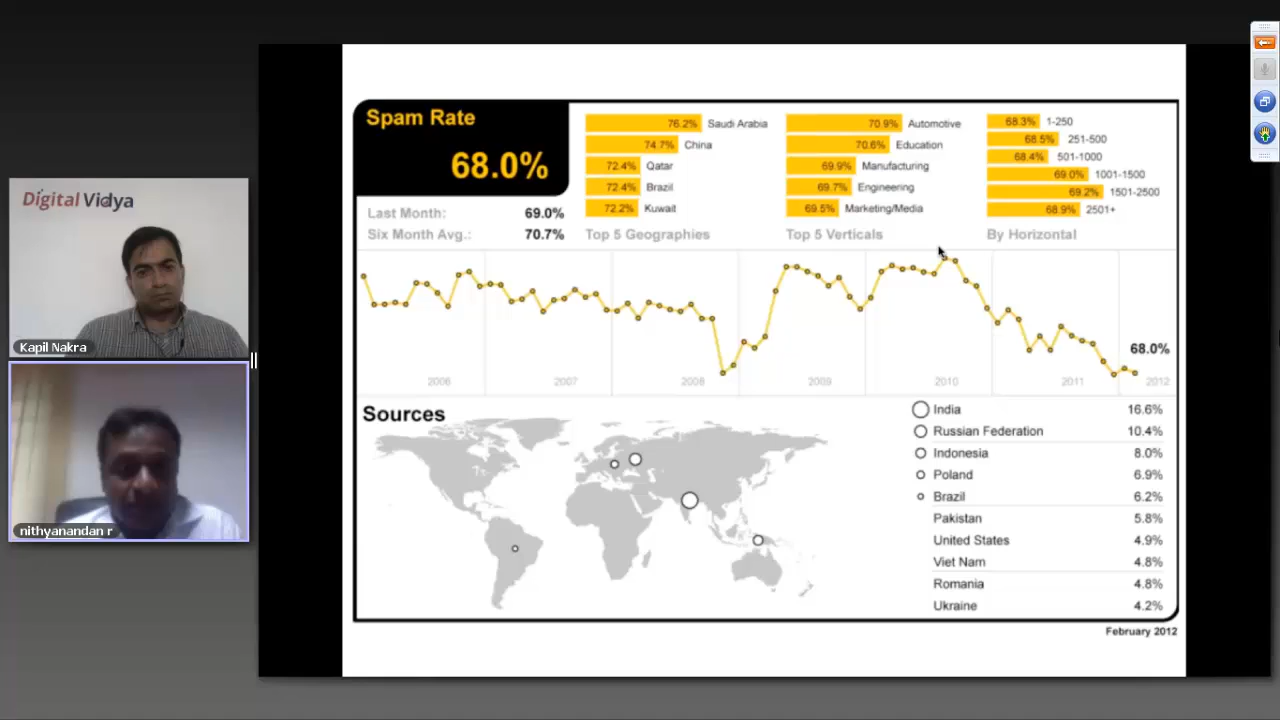 Digital Vidya
Kapil Nakra
nithyanandan r
Spam Rate
68.0%
Last Month: 69.0%
Six Month Avg.: 70.7%
76.2% Saudi Arabia
74.7% China
72.4% Qatar
72.4% Brazil
72.2% Kuwait
Top 5 Geographies
70.9% Automotive
70.6% Education
69.9% Manufacturing
69.7% Engineering
69.5% Marketing/Media
Top 5 Verticals
68.3% 1-250
68.5% 251-500
68.4% 501-1000
69.0% 1001-1500
69.2% 1501-2500
68.9% 2501+
By Horizontal
68.0%
2006 2007 2008 2009 2010 2011 2012
Sources
India 16.6%
Russian Federation 10.4%
Indonesia 8.0%
Poland 6.9%
Brazil 6.2%
Pakistan 5.8%
United States 4.9%
Viet Nam 4.8%
Romania 4.8%
Ukraine 4.2%
February 2012